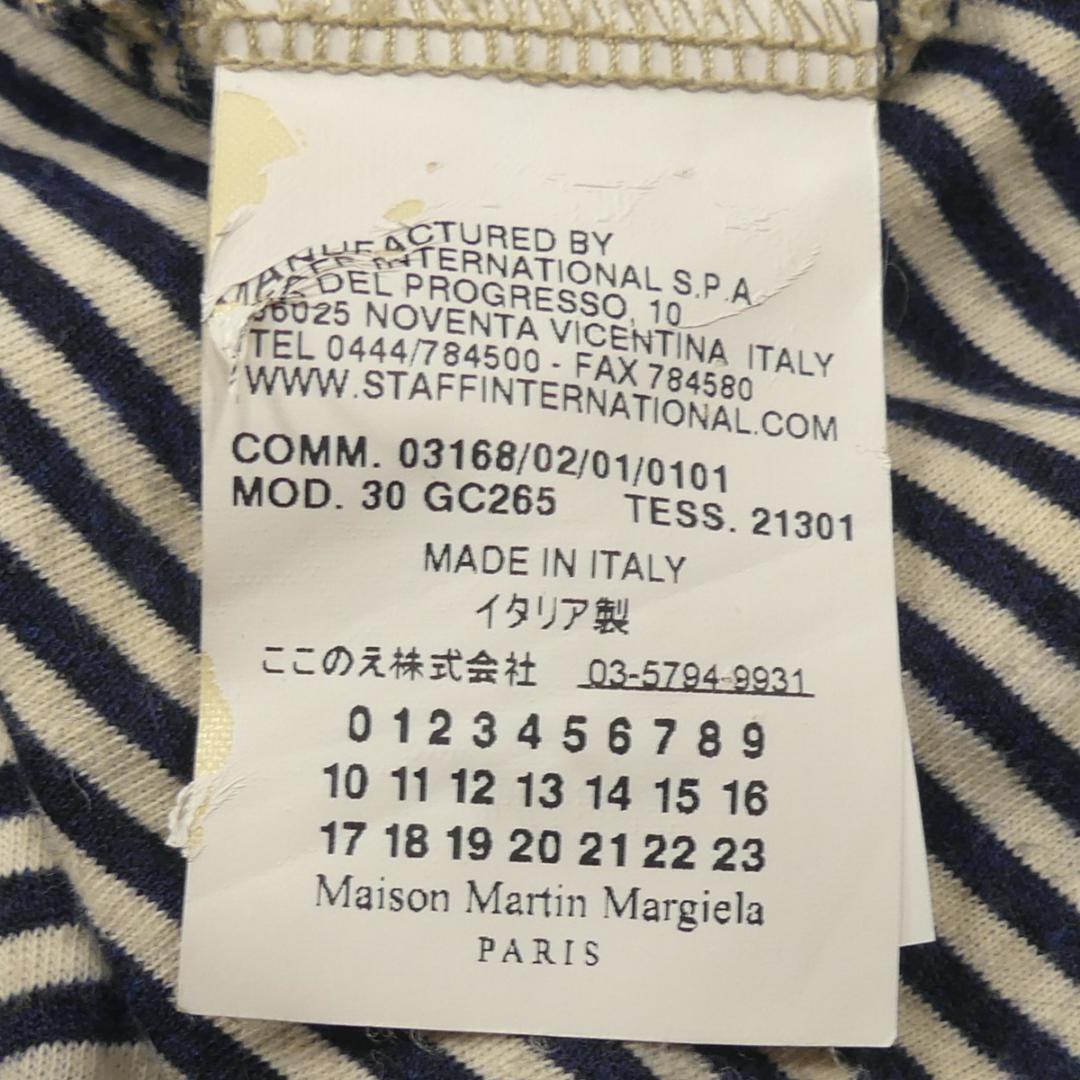 MANUFACTURED BY
INTERNATIONAL S.P.A.
DEL PROGRESSO, 10
36025 NOVENTA VICENTINA ITALY
TEL 0444/784500 - FAX 784580
WWW.STAFFINTERNATIONAL.COM
COMM. 03168/02/01/0101
MOD. 30 GC265 TESS. 21301
MADE IN ITALY
イタリア製
ここのえ株式会社 03-5794-9931
0 1 2 3 4 5 6 7 8 9
10 11 12 13 14 15 16
17 18 19 20 21 22 23
Maison Martin Margiela
PARIS